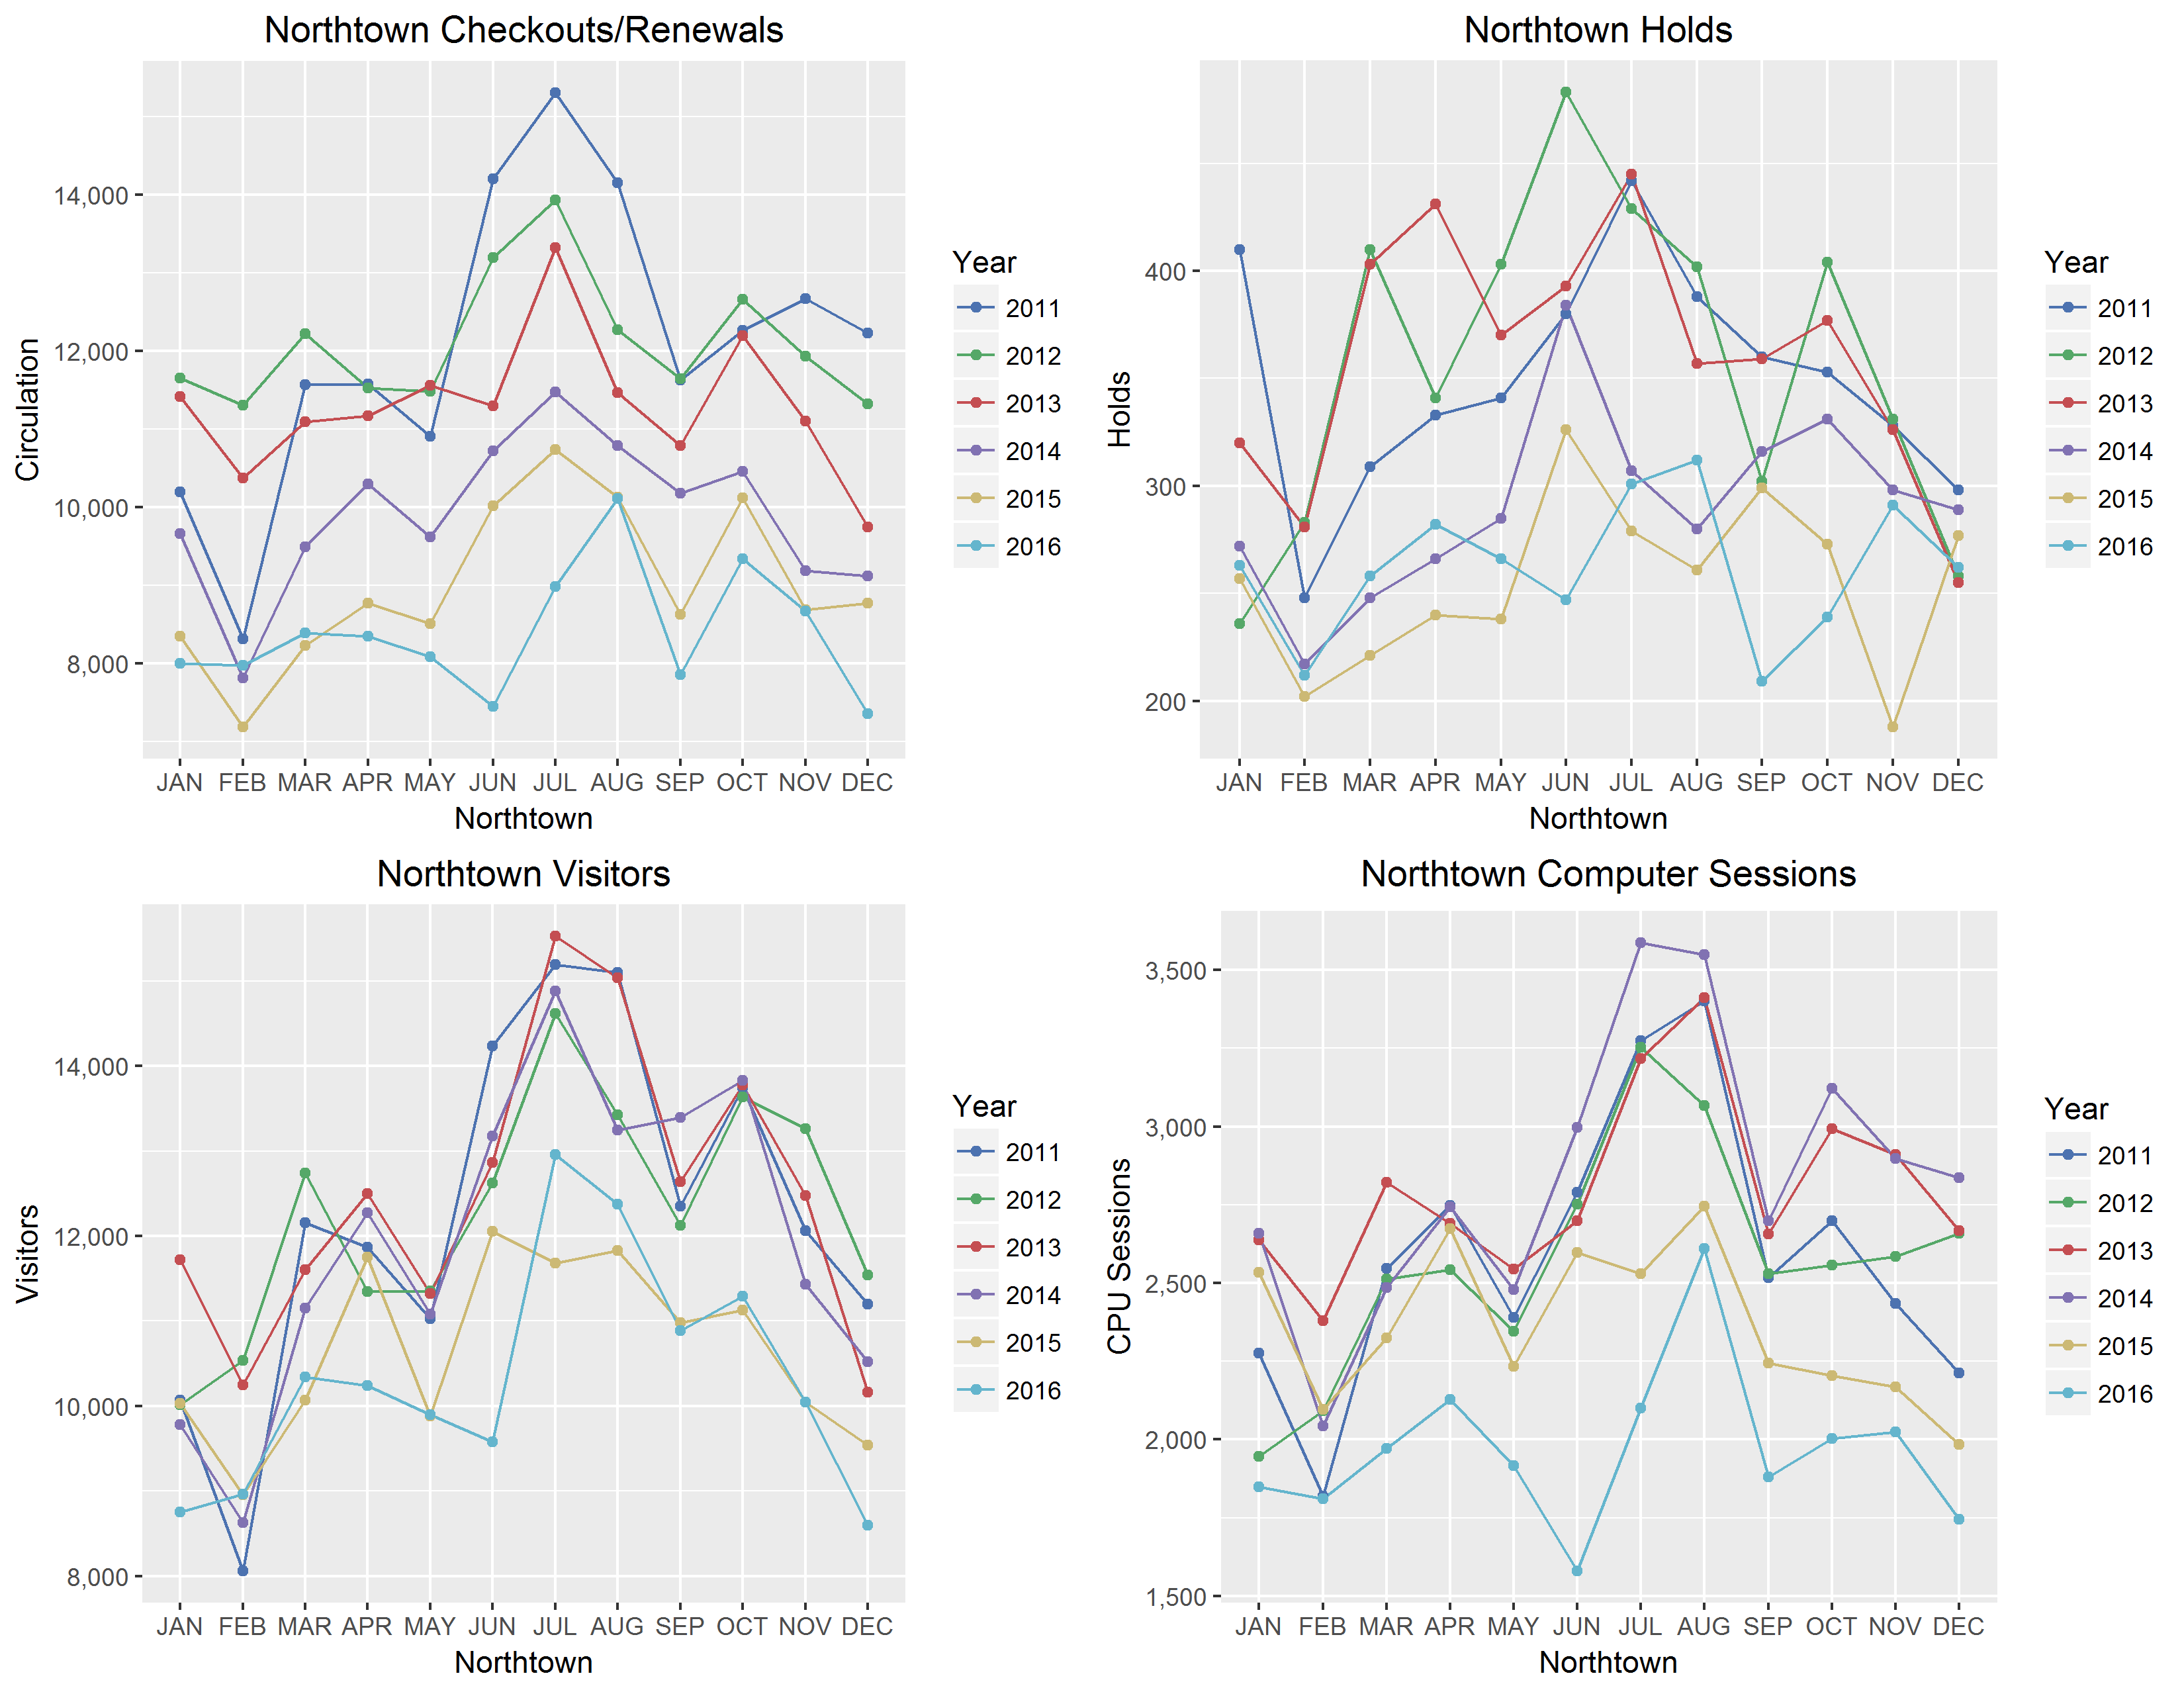 Northtown Checkouts/Renewals
Circulation
14,000
12,000
10,000
8,000
JAN FEB MAR APR MAY JUN JUL AUG SEP OCT NOV DEC
Northtown
Year
2011
2012
2013
2014
2015
2016
Northtown Holds
Holds
400
300
200
JAN FEB MAR APR MAY JUN JUL AUG SEP OCT NOV DEC
Northtown
Year
2011
2012
2013
2014
2015
2016
Northtown Visitors
Visitors
14,000
12,000
10,000
8,000
JAN FEB MAR APR MAY JUN JUL AUG SEP OCT NOV DEC
Northtown
Year
2011
2012
2013
2014
2015
2016
Northtown Computer Sessions
CPU Sessions
3,500
3,000
2,500
2,000
1,500
JAN FEB MAR APR MAY JUN JUL AUG SEP OCT NOV DEC
Northtown
Year
2011
2012
2013
2014
2015
2016